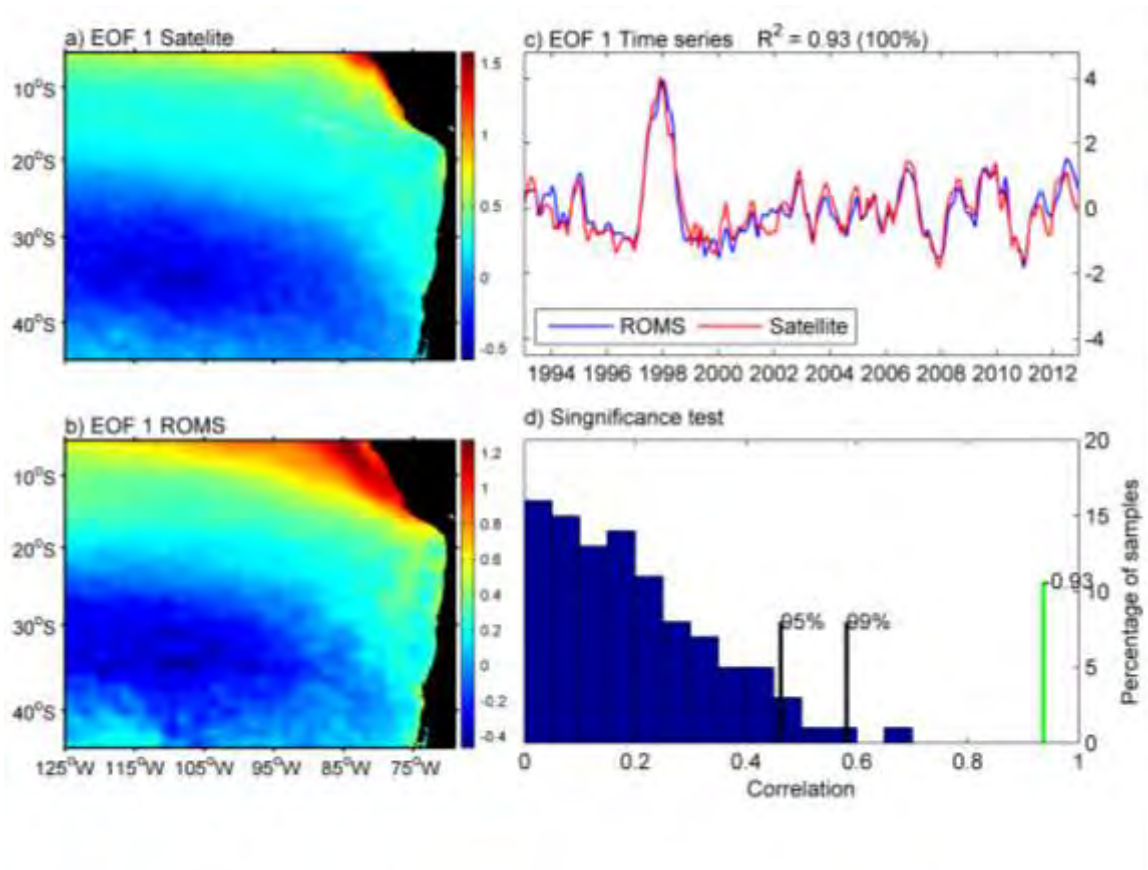 a) EOF 1 Satelite
10°S
20°S
30°S
40°S
1.5
1
0.5
0
-0.5
c) EOF 1 Time series R² = 0.93 (100%)
4
2
0
-2
-4
ROMS
Satellite
1994 1996 1998 2000 2002 2004 2006 2008 2010 2012
b) EOF 1 ROMS
10°S
20°S
30°S
40°S
125°W 115°W 105°W 95°W 85°W 75°W
1.2
1
0.8
0.6
0.4
0.2
0
-0.2
-0.4
d) Singnificance test
20
15
10
5
0
Percentage of samples
95%
99%
0.93
0 0.2 0.4 0.6 0.8 1
Correlation